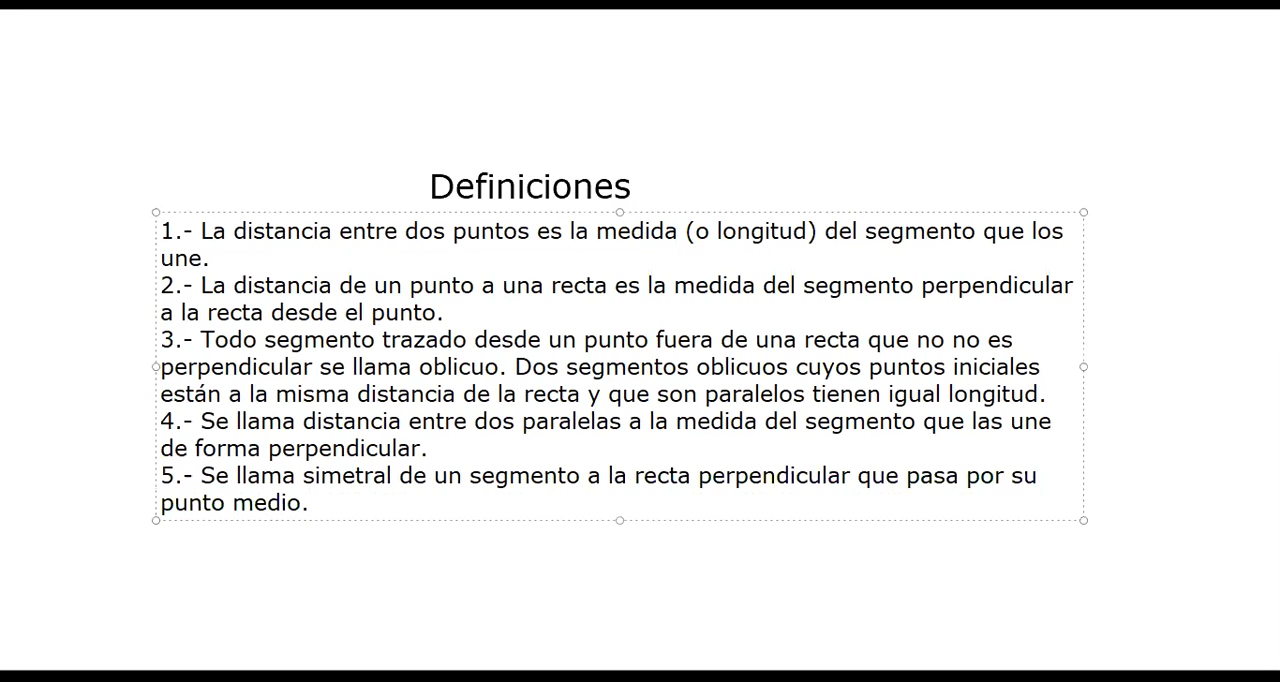 Definiciones
1.- La distancia entre dos puntos es la medida (o longitud) del segmento que los
une.
2.- La distancia de un punto a una recta es la medida del segmento perpendicular
a la recta desde el punto.
3.- Todo segmento trazado desde un punto fuera de una recta que no no es
perpendicular se llama oblicuo. Dos segmentos oblicuos cuyos puntos iniciales
están a la misma distancia de la recta y que son paralelos tienen igual longitud.
4.- Se llama distancia entre dos paralelas a la medida del segmento que las une
de forma perpendicular.
5.- Se llama simetral de un segmento a la recta perpendicular que pasa por su
punto medio.